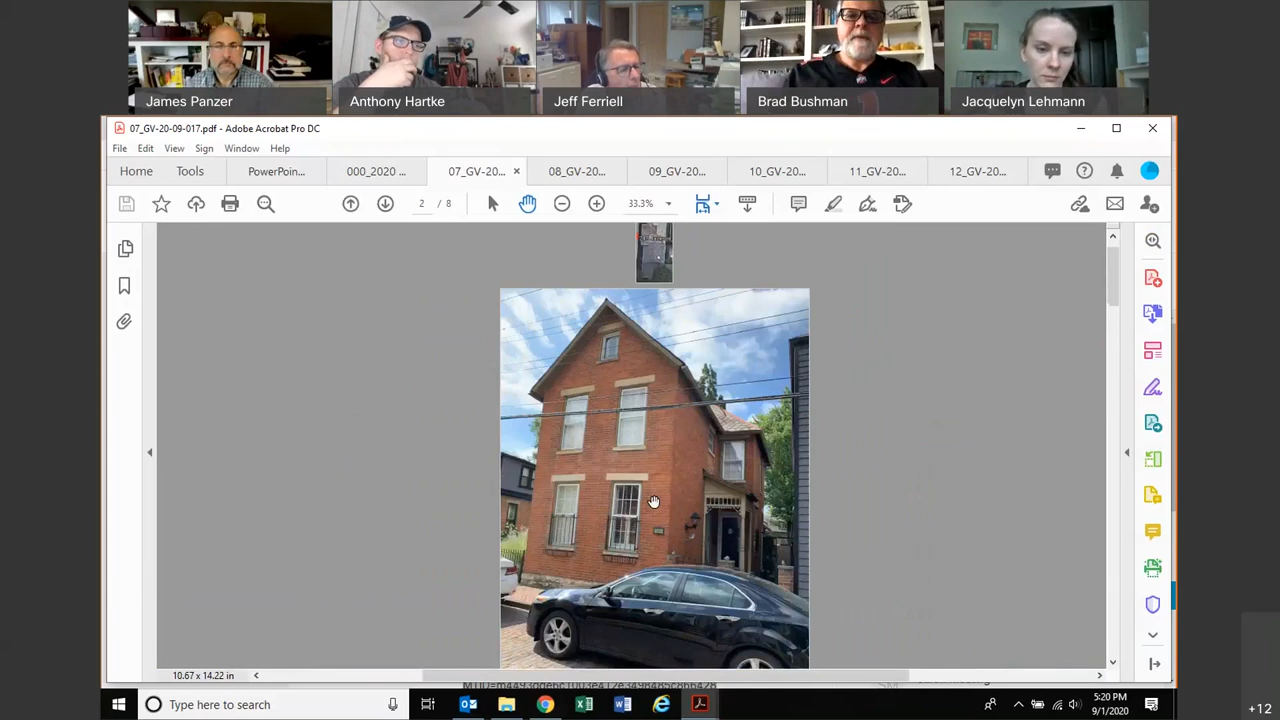 James Panzer
Anthony Hartke
Jeff Ferriell
Brad Bushman
Jacquelyn Lehmann
07_GV-20-09-017.pdf - Adobe Acrobat Pro DC
File Edit View Window Help
Home Tools PowerPoin... 000_2020 ... 07_GV-20... 08_GV-20... 09_GV-20... 10_GV-20... 11_GV-20... 12_GV-20...
2 / 8 33.3%
10.67 x 14.22 in
Type here to search
5:20 PM
9/1/2020
+12